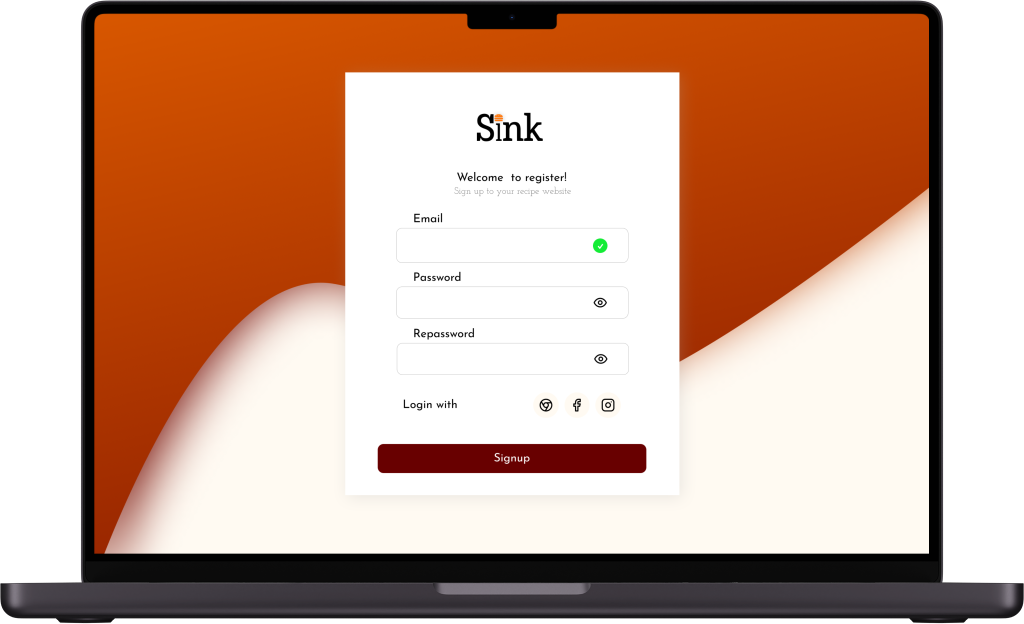 Sink
Welcome  to register!
Sign up to your recipe website
Email
Password
Repassword
Login with
Signup